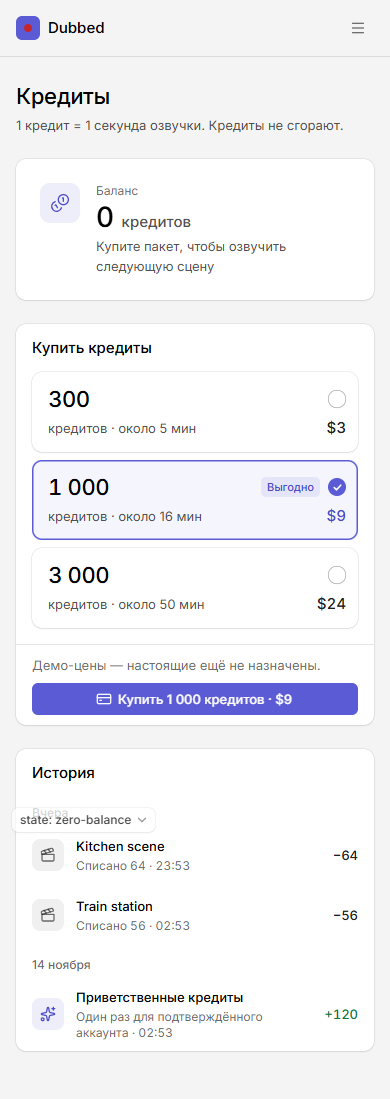 Dubbed
Кредиты
1 кредит = 1 секунда озвучки. Кредиты не сгорают.
Баланс
0 кредитов
Купите пакет, чтобы озвучить
следующую сцену
Купить кредиты
300
кредитов · около 5 мин
$3
1 000
Выгодно
кредитов · около 16 мин
$9
3 000
кредитов · около 50 мин
$24
Демо-цены — настоящие ещё не назначены.
Купить 1 000 кредитов · $9
История
Вчера
state: zero-balance
Kitchen scene
−64
Списано 64 · 23:53
Train station
−56
Списано 56 · 02:53
14 ноября
Приветственные кредиты
+120
Один раз для подтверждённого
аккаунта · 02:53